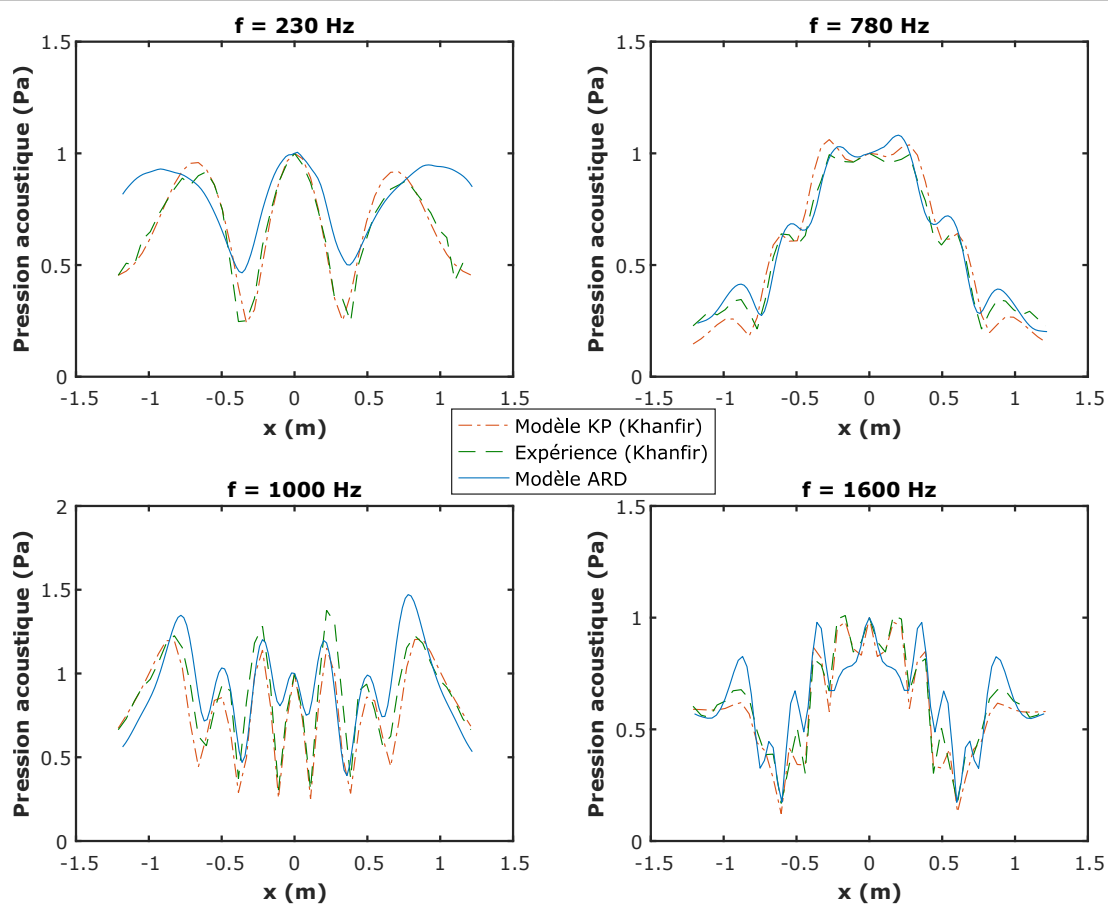 f = 230 Hz
Pression acoustique (Pa)
1.5
1
0.5
0
-1.5 -1 -0.5 0 0.5 1 1.5
x (m)
f = 780 Hz
Pression acoustique (Pa)
1.5
1
0.5
0
-1.5 -1 -0.5 0 0.5 1 1.5
x (m)
Modèle KP (Khanfir)
Expérience (Khanfir)
Modèle ARD
f = 1000 Hz
Pression acoustique (Pa)
2
1.5
1
0.5
0
-1.5 -1 -0.5 0 0.5 1 1.5
x (m)
f = 1600 Hz
Pression acoustique (Pa)
1.5
1
0.5
0
-1.5 -1 -0.5 0 0.5 1 1.5
x (m)